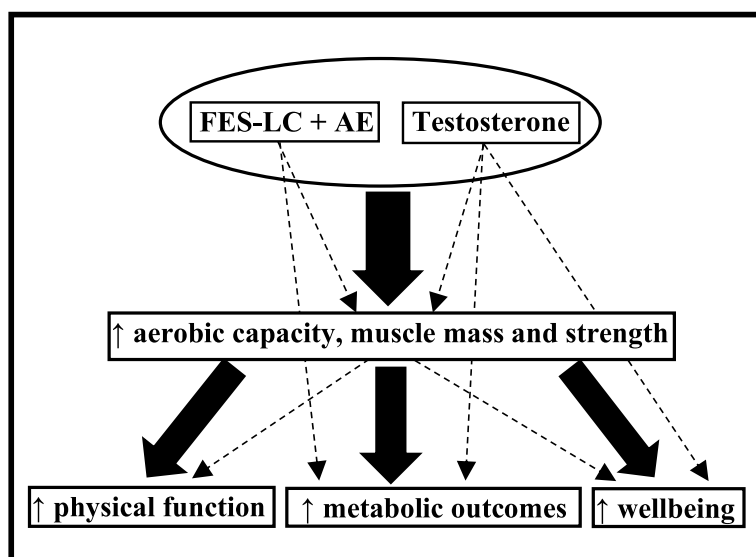 FES-LC + AE
Testosterone
↑ aerobic capacity, muscle mass and strength
↑ physical function
↑ metabolic outcomes
↑ wellbeing